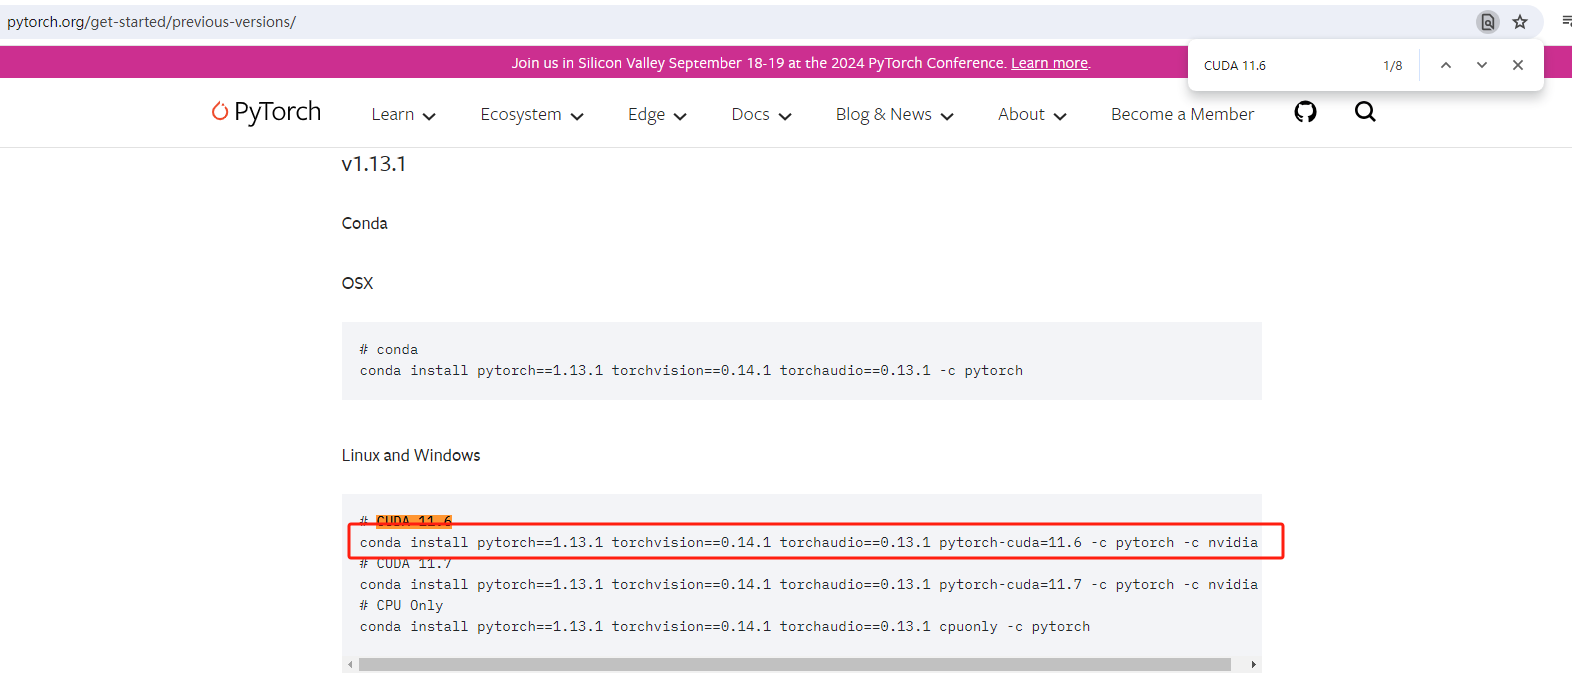 pytorch.org/get-started/previous-versions/
Join us in Silicon Valley September 18-19 at the 2024 PyTorch Conference. Learn more.
CUDA 11.6 1/8
PyTorch Learn Ecosystem Edge Docs Blog & News About Become a Member
v1.13.1
Conda
OSX
# conda
conda install pytorch==1.13.1 torchvision==0.14.1 torchaudio==0.13.1 -c pytorch
Linux and Windows
# CUDA 11.6
conda install pytorch==1.13.1 torchvision==0.14.1 torchaudio==0.13.1 pytorch-cuda=11.6 -c pytorch -c nvidia
# CUDA 11.7
conda install pytorch==1.13.1 torchvision==0.14.1 torchaudio==0.13.1 pytorch-cuda=11.7 -c pytorch -c nvidia
# CPU Only
conda install pytorch==1.13.1 torchvision==0.14.1 torchaudio==0.13.1 cpuonly -c pytorch